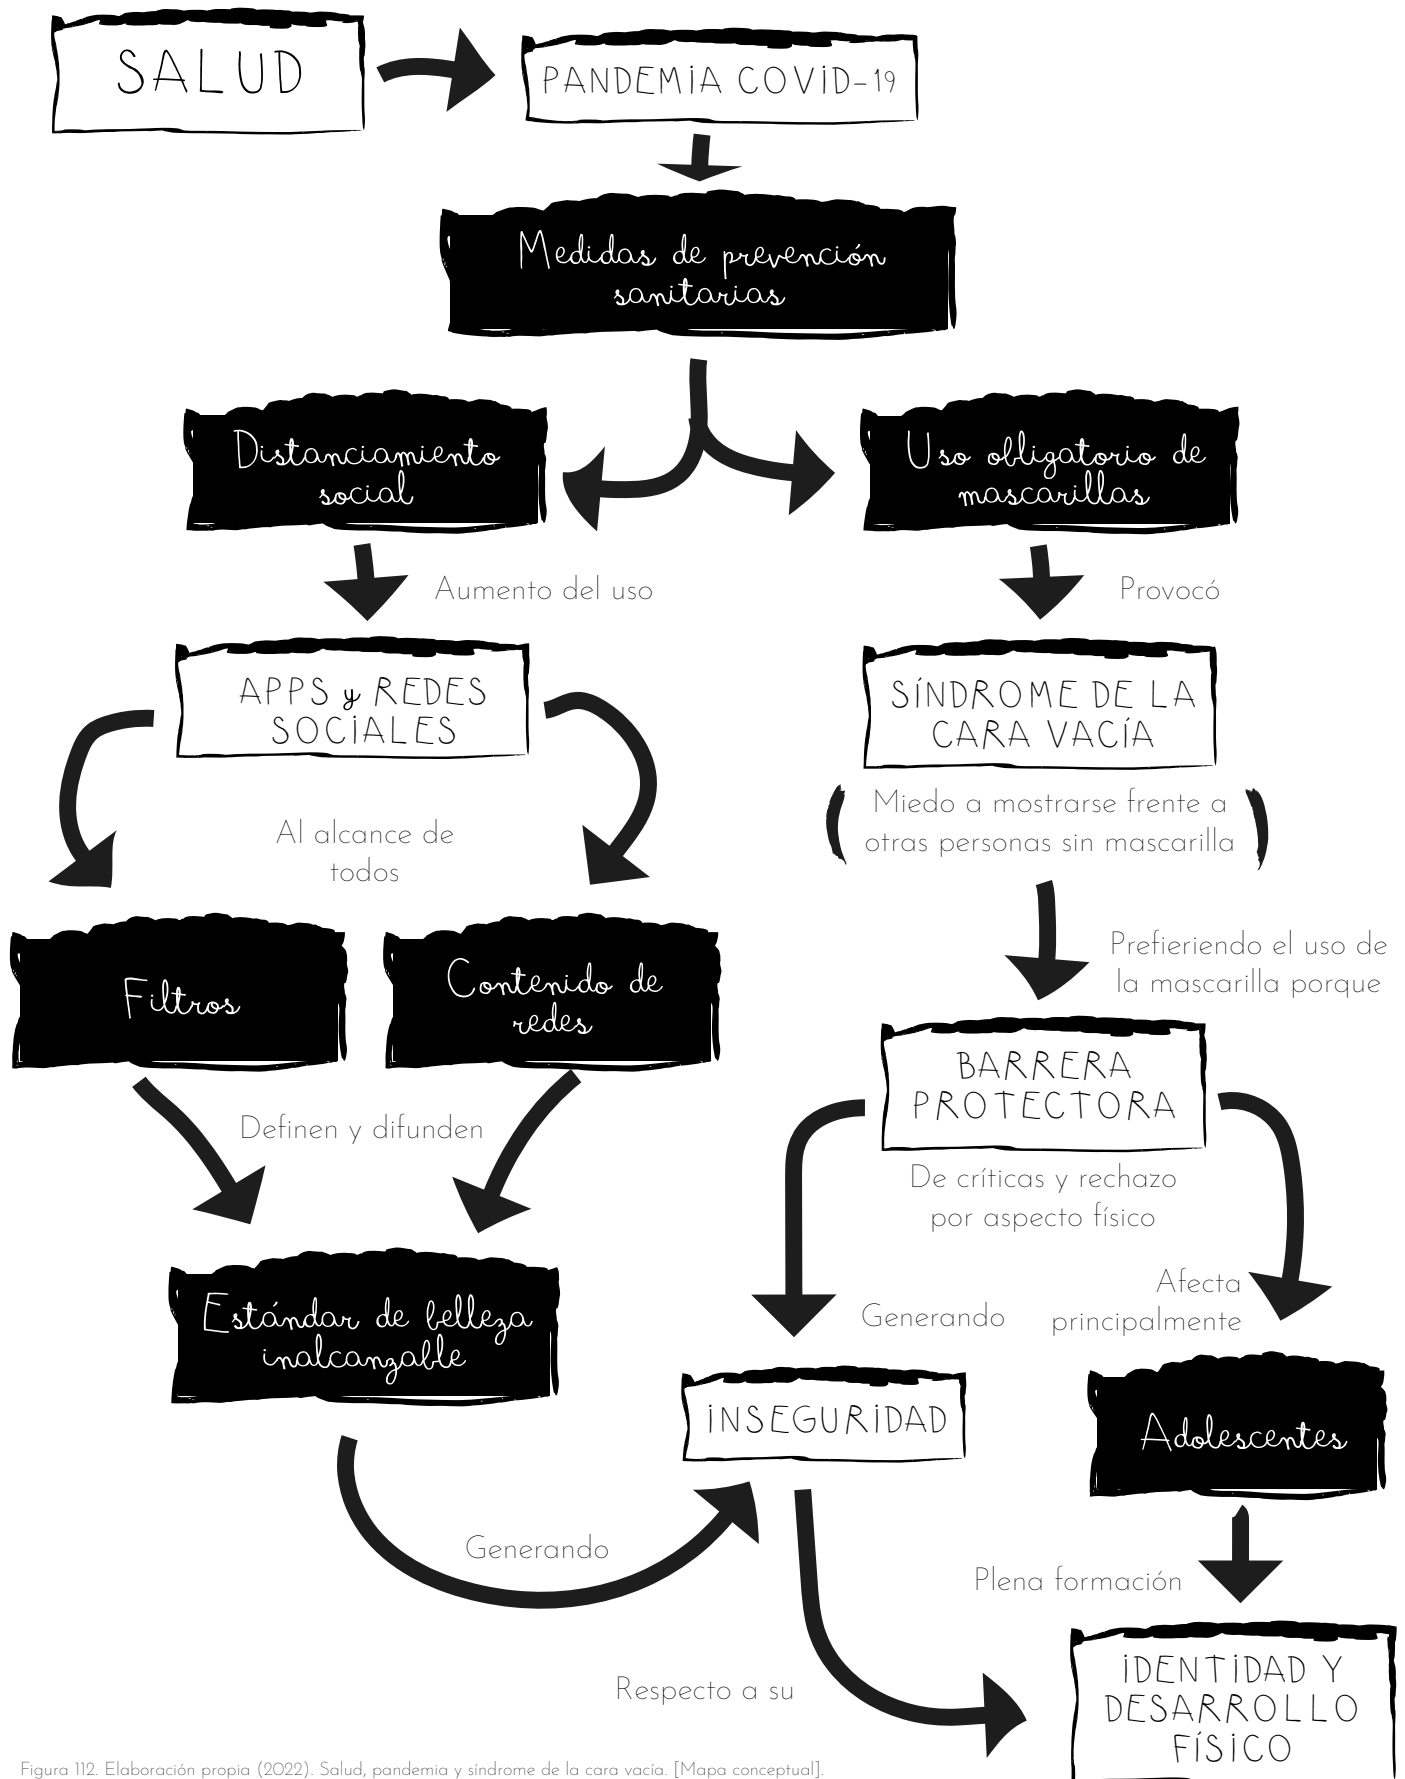 SALUD
PANDEMIA COVID-19
Medidas de prevención
sanitarias
Distanciamiento
social
Uso obligatorio de
mascarillas
Aumento del uso
Provocó
APPS y REDES
SOCIALES
SÍNDROME DE LA
CARA VACÍA
Miedo a mostrarse frente a
otras personas sin mascarilla
Al alcance de
todos
Prefieriendo el uso de
la mascarilla porque
Filtros
Contenido de
redes
BARRERA
PROTECTORA
Definen y difunden
De críticas y rechazo
por aspecto físico
Generando
Afecta
principalmente
Estándar de belleza
inalcanzable
INSEGURIDAD
Adolescentes
Generando
Plena formación
Respecto a su
IDENTIDAD Y
DESARROLLO
FÍSICO
Figura 112. Elaboración propia (2022). Salud, pandemia y síndrome de la cara vacía. [Mapa conceptual].